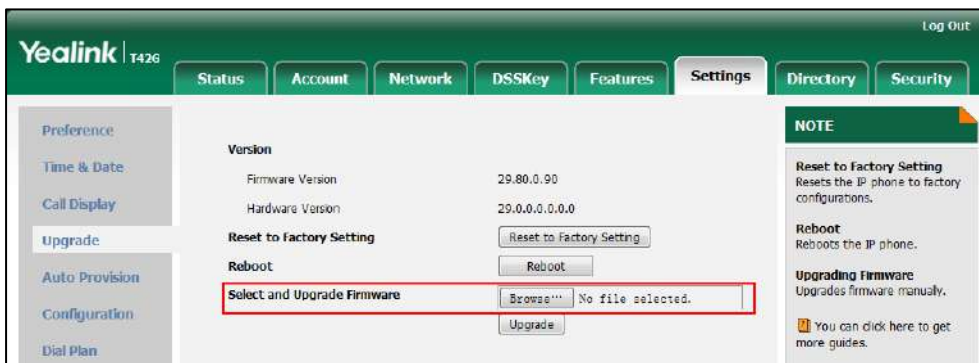 Log Out
Yealink | T42G
Status Account Network DSSKey Features Settings Directory Security
Preference
Time & Date
Call Display
Upgrade
Auto Provision
Configuration
Dial Plan
Version
Firmware Version 29.80.0.90
Hardware Version 29.0.0.0.0.0.0
Reset to Factory Setting Reset to Factory Setting
Reboot Reboot
Select and Upgrade Firmware Browse… No file selected.
Upgrade
NOTE
Reset to Factory Setting
Resets the IP phone to factory
configurations.
Reboot
Reboots the IP phone.
Upgrading Firmware
Upgrades firmware manually.
You can click here to get
more guides.